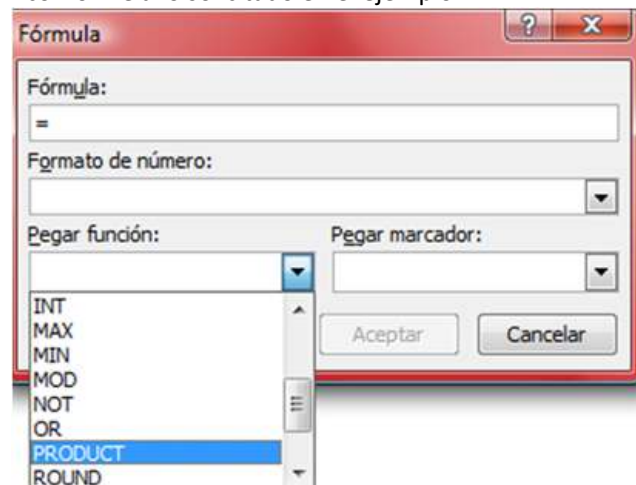 Fórmula
Fórmula:
=
Formato de número:
Pegar función:
Pegar marcador:
INT
MAX
MIN
MOD
NOT
OR
PRODUCT
ROUND
Aceptar
Cancelar